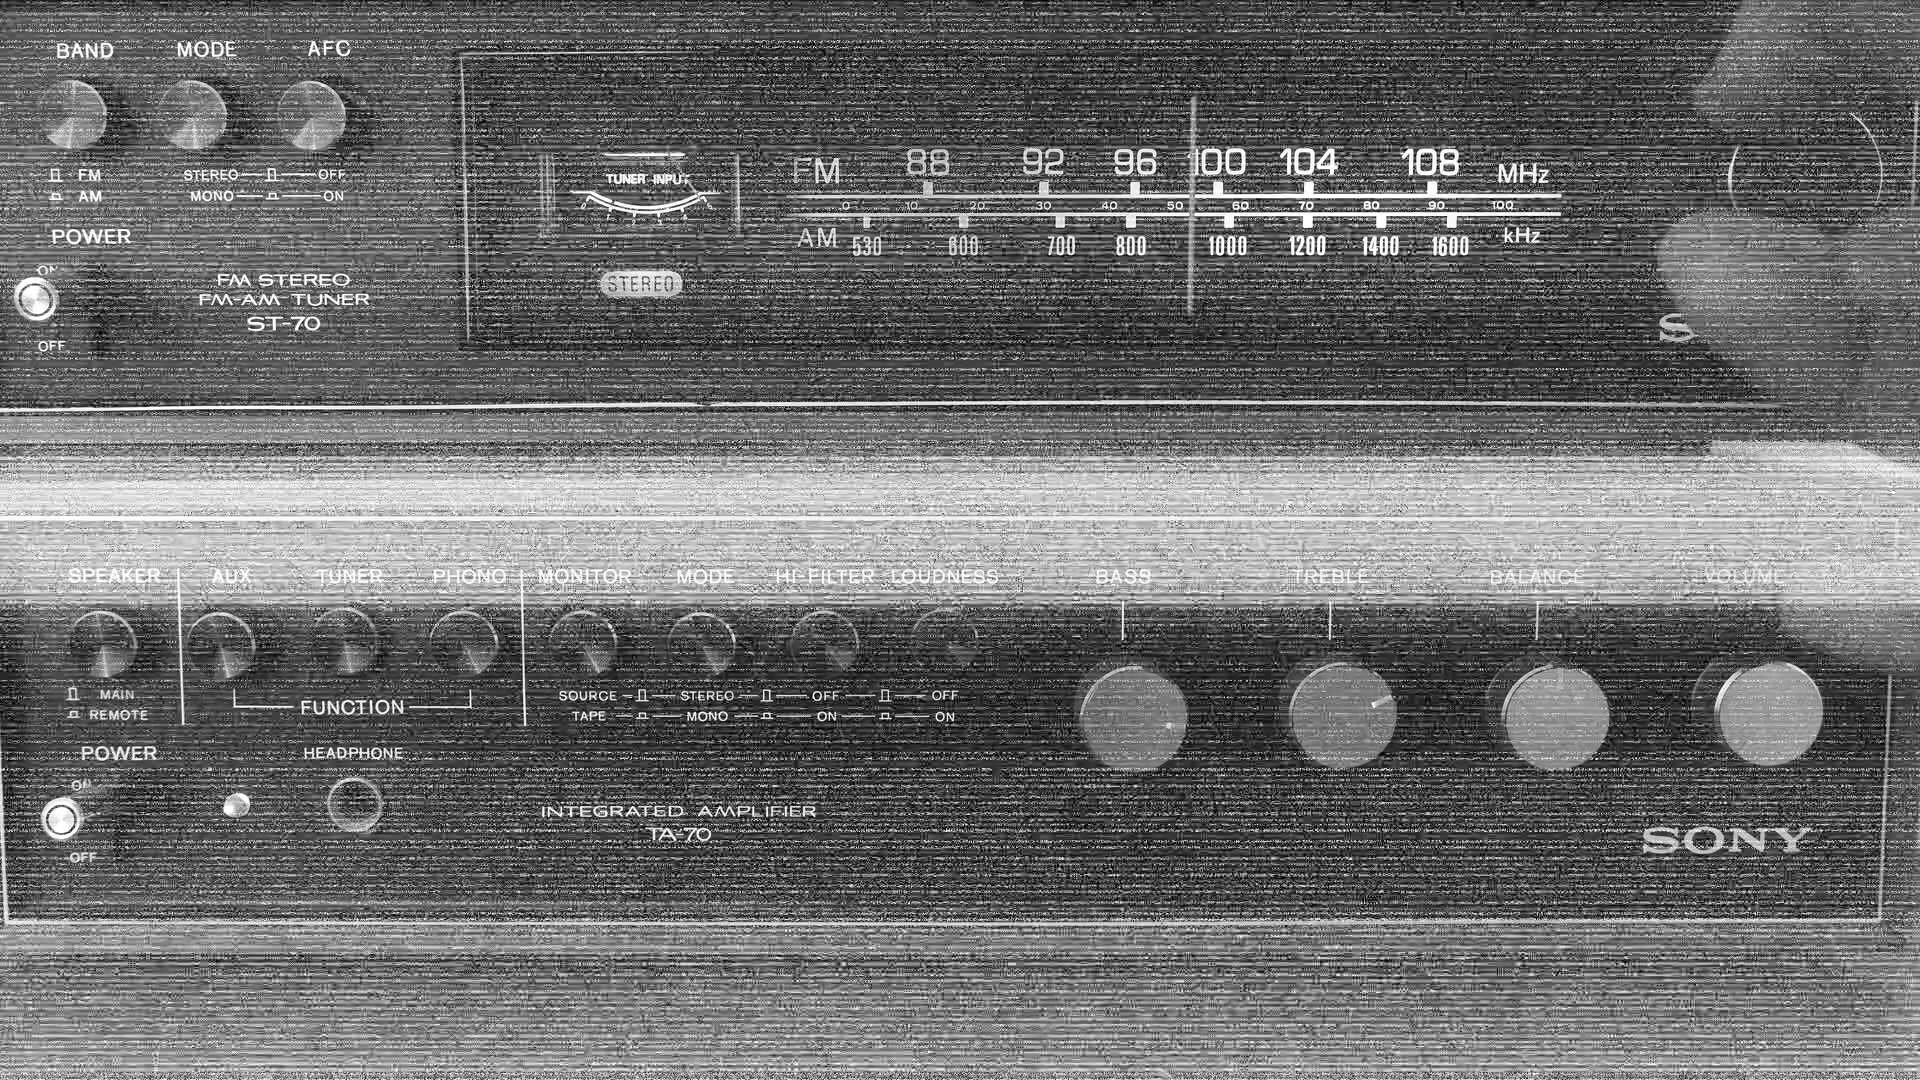 BAND MODE AFC
FM STEREO OFF
AM MONO ON
POWER
ON
OFF
FM STEREO
FM-AM TUNER
ST-70
TUNER INPUT
STEREO
FM 88 92 96 100 104 108 MHz
0 10 20 30 40 50 60 70 80 90 100
AM 530 600 700 800 1000 1200 1400 1600 kHz
SPEAKER AUX TUNER PHONO MONITOR MODE HI-FILTER LOUDNESS BASS TREBLE BALANCE VOLUME
MAIN
REMOTE
FUNCTION
SOURCE STEREO OFF OFF
TAPE MONO ON ON
POWER
ON
OFF
HEADPHONE
INTEGRATED AMPLIFIER
TA-70
SONY